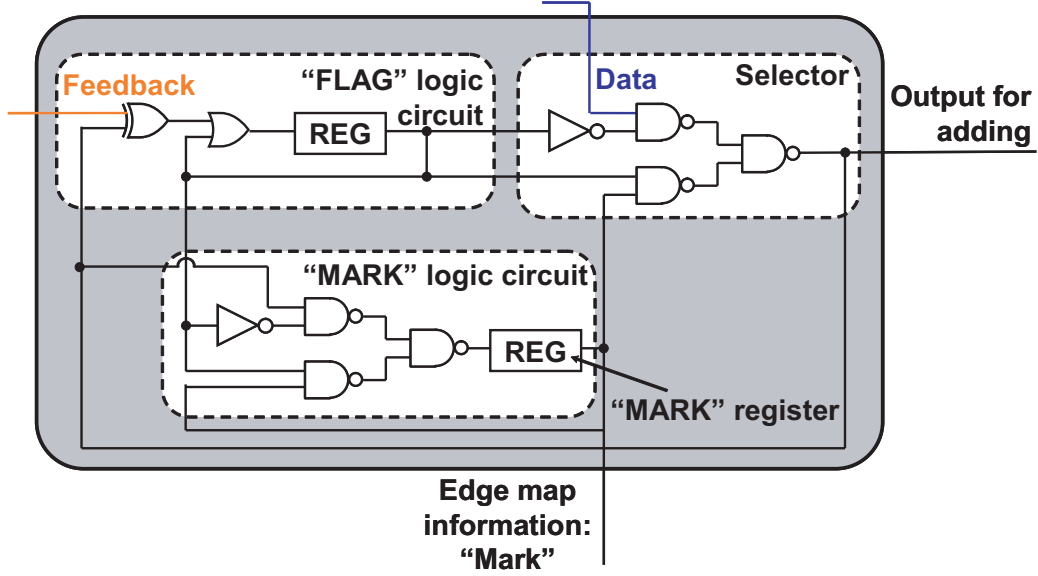 Feedback
“FLAG” logic
circuit
REG
Data
Selector
Output for
adding
“MARK” logic circuit
REG
“MARK” register
Edge map
information:
“Mark”